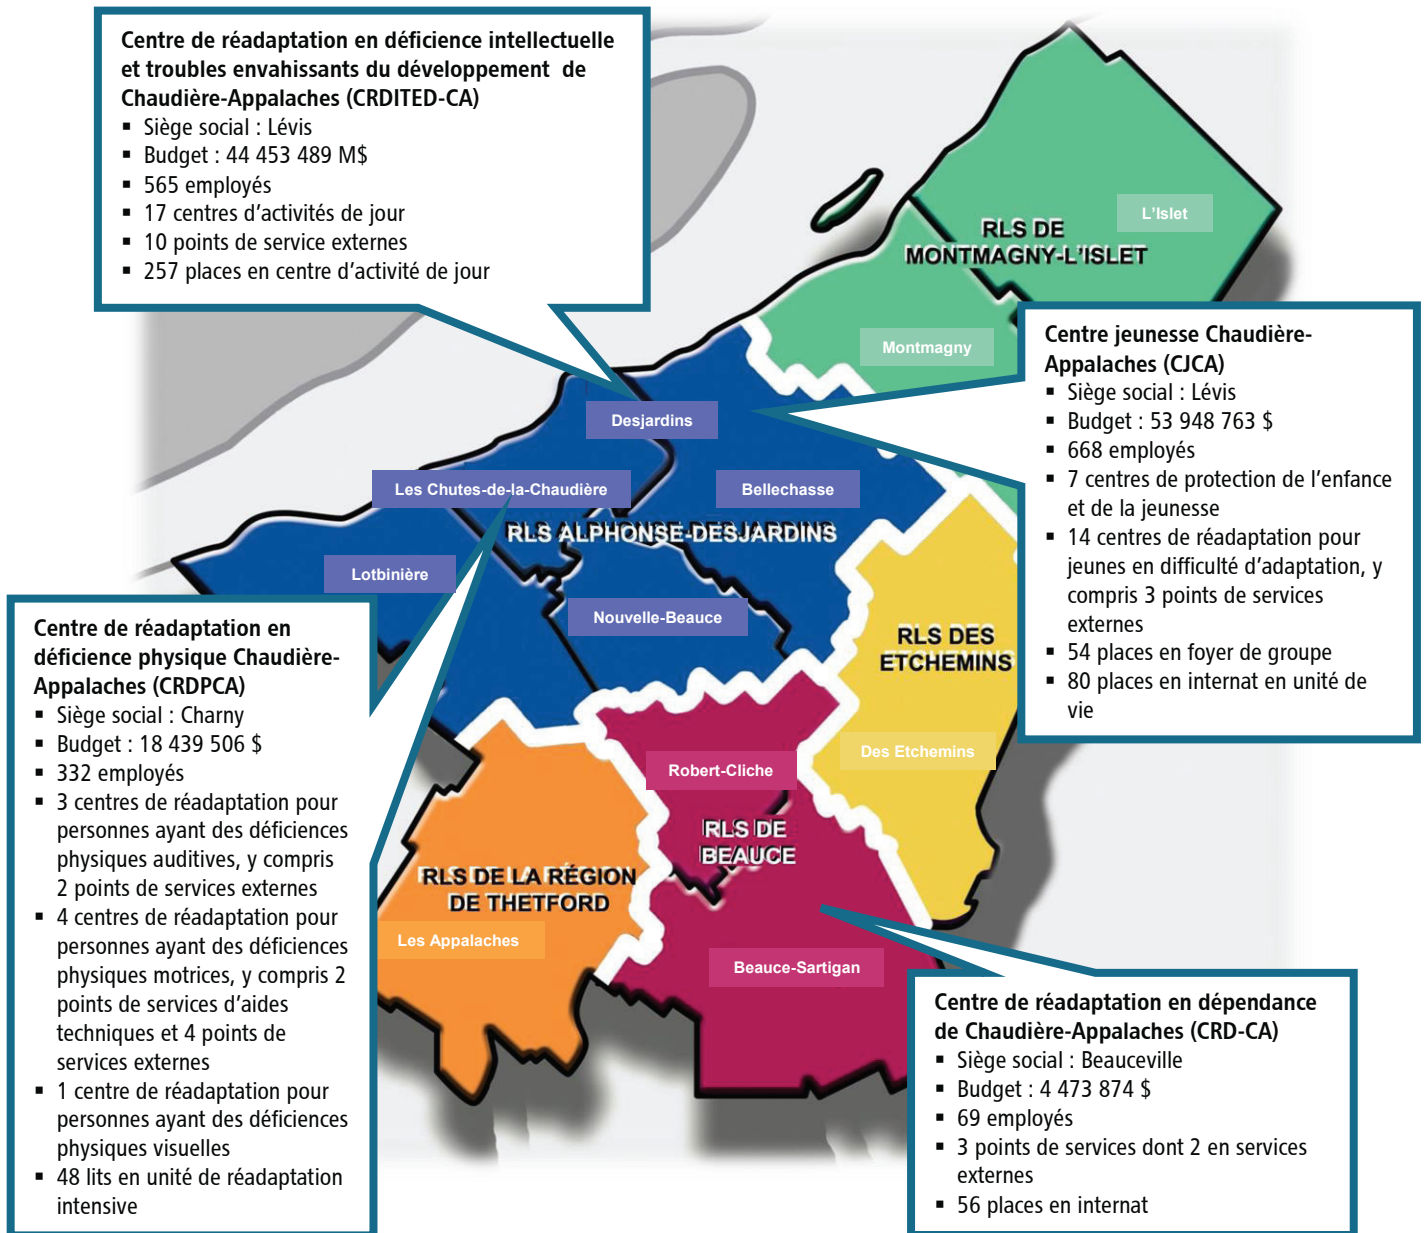 Centre de réadaptation en déficience intellectuelle
et troubles envahissants du développement de
Chaudière-Appalaches (CRDITED-CA)
▪ Siège social : Lévis
▪ Budget : 44 453 489 M$
▪ 565 employés
▪ 17 centres d'activités de jour
▪ 10 points de service externes
▪ 257 places en centre d'activité de jour
L'Islet
RLS DE
MONTMAGNY-L'ISLET
Montmagny
Centre jeunesse Chaudière-
Appalaches (CJCA)
▪ Siège social : Lévis
▪ Budget : 53 948 763 $
▪ 668 employés
▪ 7 centres de protection de l'enfance
et de la jeunesse
▪ 14 centres de réadaptation pour
jeunes en difficulté d'adaptation, y
compris 3 points de services
externes
▪ 54 places en foyer de groupe
▪ 80 places en internat en unité de
vie
Desjardins
Les Chutes-de-la-Chaudière
Bellechasse
RLS ALPHONSE-DESJARDINS
Lotbinière
Nouvelle-Beauce
RLS DES
ETCHEMINS
Des Etchemins
Robert-Cliche
RLS DE
BEAUCE
Beauce-Sartigan
RLS DE LA RÉGION
DE THETFORD
Les Appalaches
Centre de réadaptation en
déficience physique Chaudière-
Appalaches (CRDPCA)
▪ Siège social : Charny
▪ Budget : 18 439 506 $
▪ 332 employés
▪ 3 centres de réadaptation pour
personnes ayant des déficiences
physiques auditives, y compris
2 points de services externes
▪ 4 centres de réadaptation pour
personnes ayant des déficiences
physiques motrices, y compris 2
points de services d'aides
techniques et 4 points de
services externes
▪ 1 centre de réadaptation pour
personnes ayant des déficiences
physiques visuelles
▪ 48 lits en unité de réadaptation
intensive
Centre de réadaptation en dépendance
de Chaudière-Appalaches (CRD-CA)
▪ Siège social : Beauceville
▪ Budget : 4 473 874 $
▪ 69 employés
▪ 3 points de services dont 2 en services
externes
▪ 56 places en internat